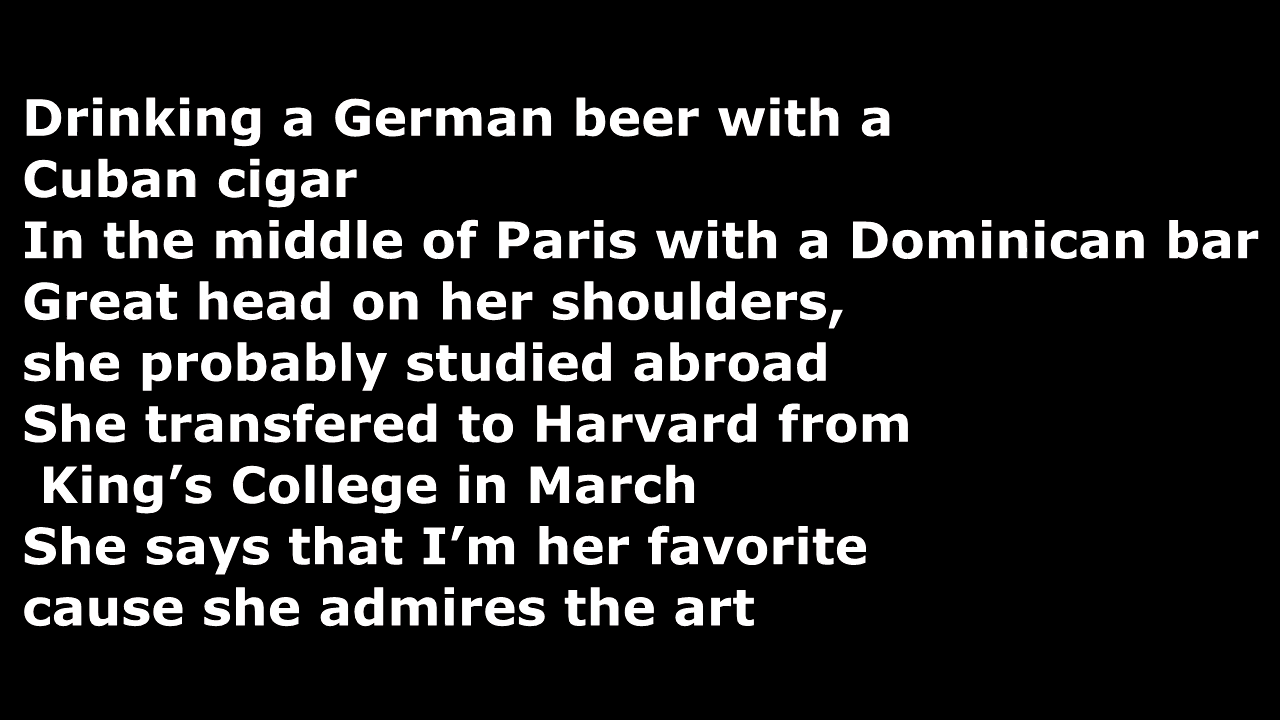 Drinking a German beer with a
Cuban cigar
In the middle of Paris with a Dominican bar
Great head on her shoulders,
she probably studied abroad
She transfered to Harvard from
King’s College in March
She says that I’m her favorite
cause she admires the art